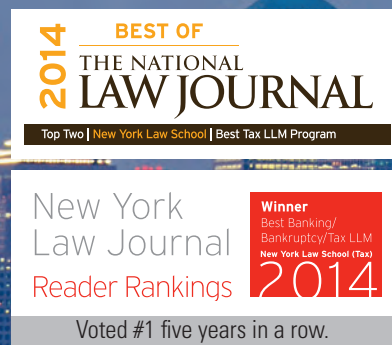 2014
BEST OF
THE NATIONAL
LAW JOURNAL
Top Two | New York Law School | Best Tax LLM Program
New York
Law Journal
Reader Rankings
Winner
Best Banking/
Bankruptcy/Tax LLM
New York Law School (Tax)
2014
Voted #1 five years in a row.